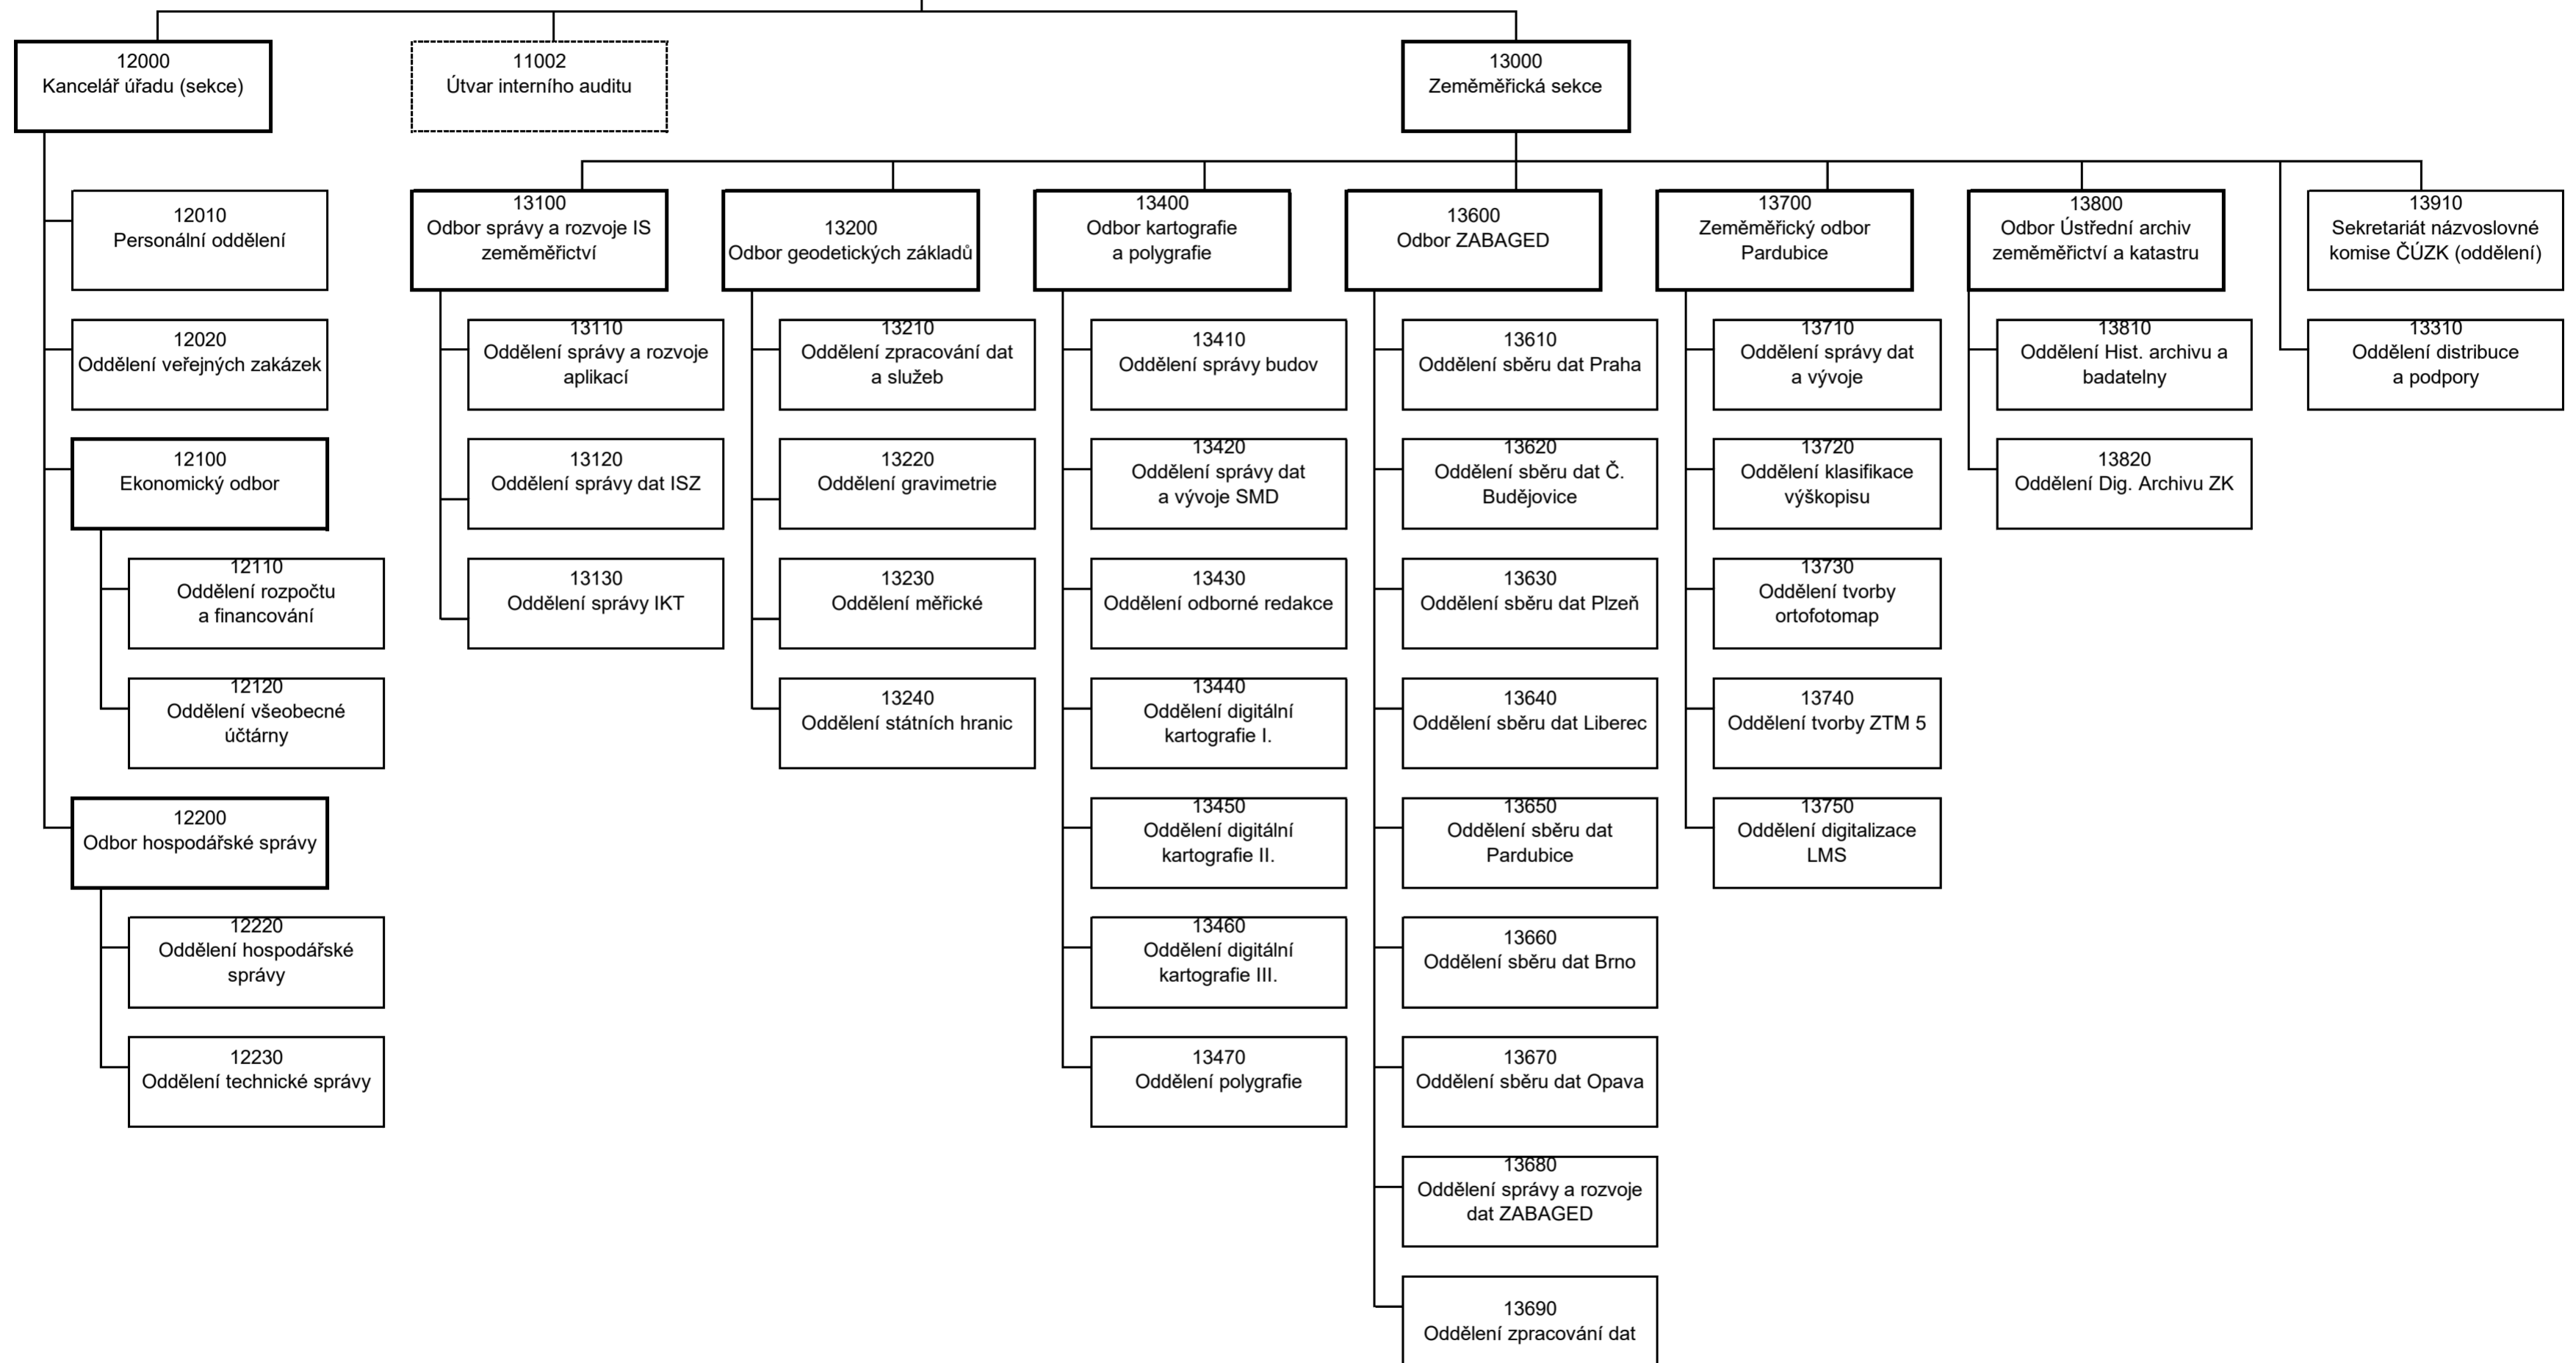 12000
Kancelář úřadu (sekce)
11002
Útvar interního auditu
13000
Zeměměřická sekce
12010
Personální oddělení
12020
Oddělení veřejných zakázek
12100
Ekonomický odbor
12110
Oddělení rozpočtu
a financování
12120
Oddělení všeobecné
účtárny
12200
Odbor hospodářské správy
12220
Oddělení hospodářské
správy
12230
Oddělení technické správy
13100
Odbor správy a rozvoje IS
zeměměřictví
13110
Oddělení správy a rozvoje
aplikací
13120
Oddělení správy dat ISZ
13130
Oddělení správy IKT
13200
Odbor geodetických základů
13210
Oddělení zpracování dat
a služeb
13220
Oddělení gravimetrie
13230
Oddělení měřické
13240
Oddělení státních hranic
13400
Odbor kartografie
a polygrafie
13410
Oddělení správy budov
13420
Oddělení správy dat
a vývoje SMD
13430
Oddělení odborné redakce
13440
Oddělení digitální
kartografie I.
13450
Oddělení digitální
kartografie II.
13460
Oddělení digitální
kartografie III.
13470
Oddělení polygrafie
13600
Odbor ZABAGED
13610
Oddělení sběru dat Praha
13620
Oddělení sběru dat Č.
Budějovice
13630
Oddělení sběru dat Plzeň
13640
Oddělení sběru dat Liberec
13650
Oddělení sběru dat
Pardubice
13660
Oddělení sběru dat Brno
13670
Oddělení sběru dat Opava
13680
Oddělení správy a rozvoje
dat ZABAGED
13690
Oddělení zpracování dat
13700
Zeměměřický odbor
Pardubice
13710
Oddělení správy dat
a vývoje
13720
Oddělení klasifikace
výškopisu
13730
Oddělení tvorby
ortofotomap
13740
Oddělení tvorby ZTM 5
13750
Oddělení digitalizace
LMS
13800
Odbor Ústřední archiv
zeměměřictví a katastru
13810
Oddělení Hist. archivu a
badatelny
13820
Oddělení Dig. Archivu ZK
13910
Sekretariát názvoslovné
komise ČÚZK (oddělení)
13310
Oddělení distribuce
a podpory